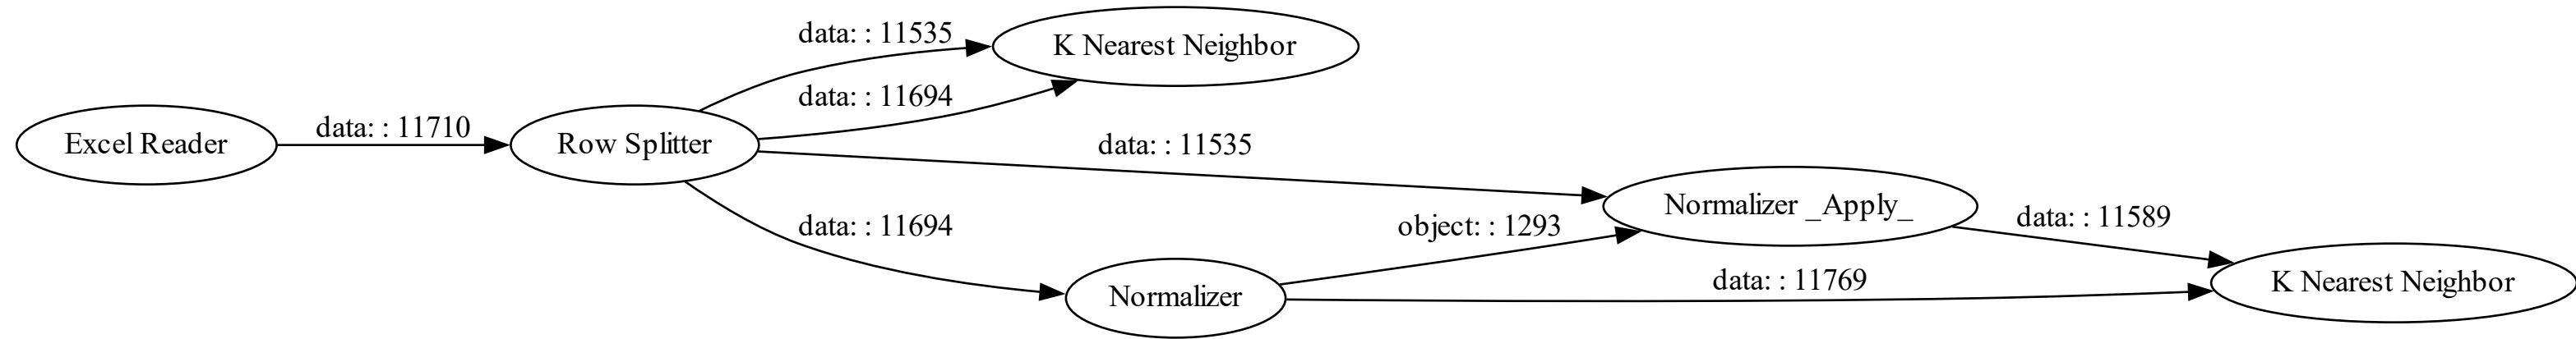 data: : 11535
K Nearest Neighbor
data: : 11694
Excel Reader
data: : 11710
Row Splitter
data: : 11535
Normalizer _Apply_
data: : 11694
object: : 1293
data: : 11589
Normalizer
data: : 11769
K Nearest Neighbor